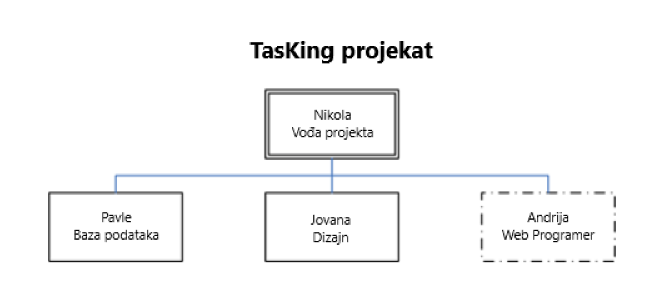 TasKing projekat
Nikola
Vođa projekta
Pavle
Baza podataka
Jovana
Dizajn
Andrija
Web Programer